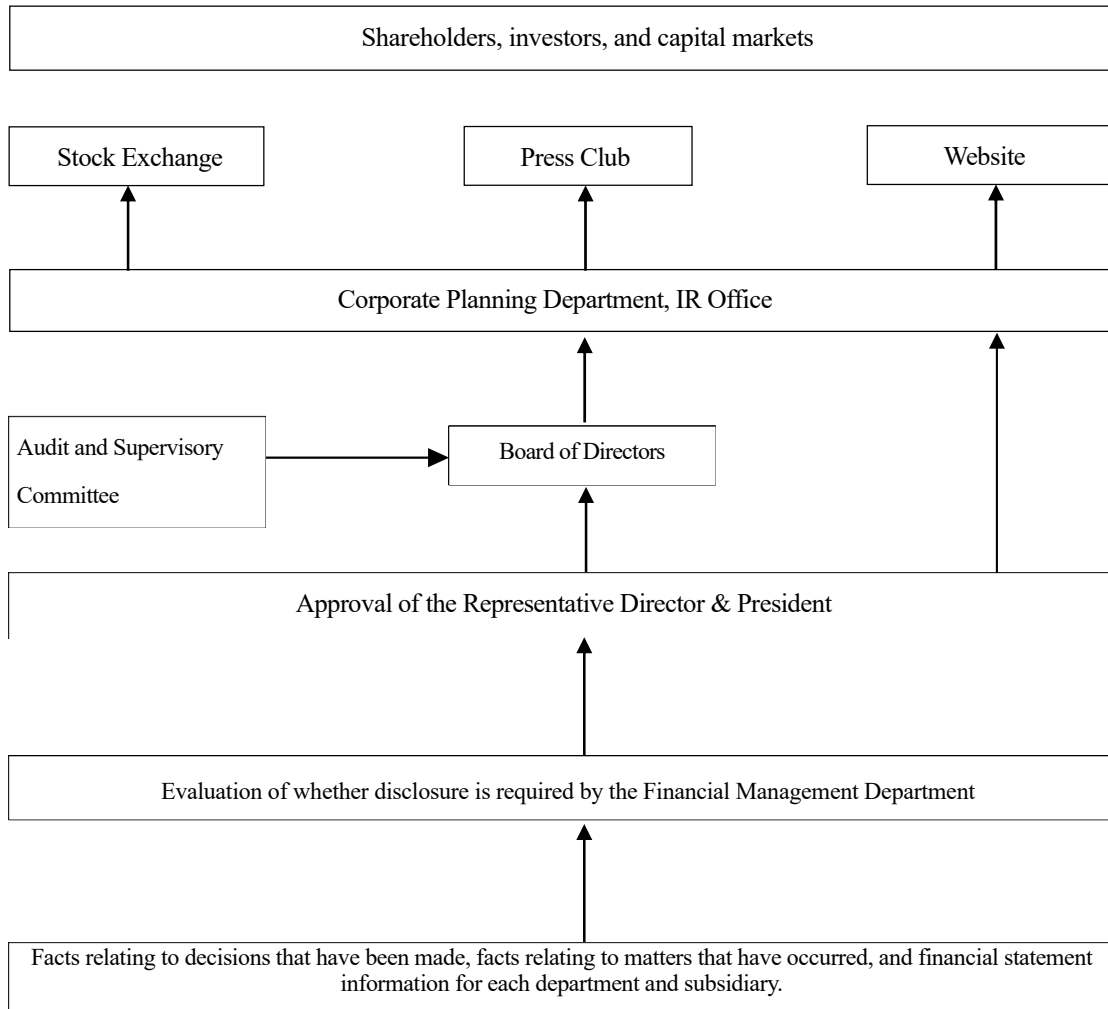 Shareholders, investors, and capital markets
Stock Exchange
Press Club
Website
Corporate Planning Department, IR Office
Audit and Supervisory
Committee
Board of Directors
Approval of the Representative Director & President
Evaluation of whether disclosure is required by the Financial Management Department
Facts relating to decisions that have been made, facts relating to matters that have occurred, and financial statement
information for each department and subsidiary.